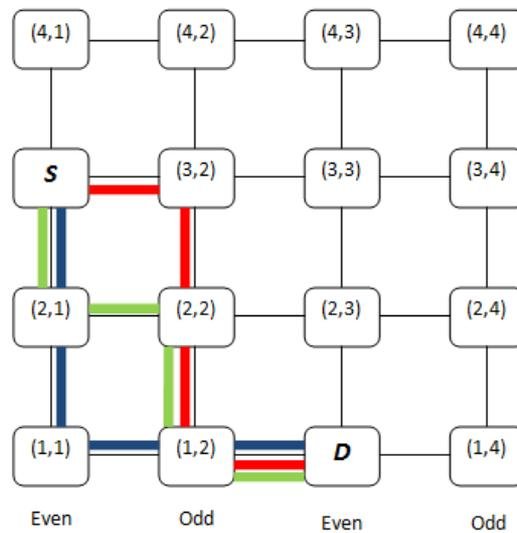 (4,1) (4,2) (4,3) (4,4)
S (3,2) (3,3) (3,4)
(2,1) (2,2) (2,3) (2,4)
(1,1) (1,2) D (1,4)
Even Odd Even Odd